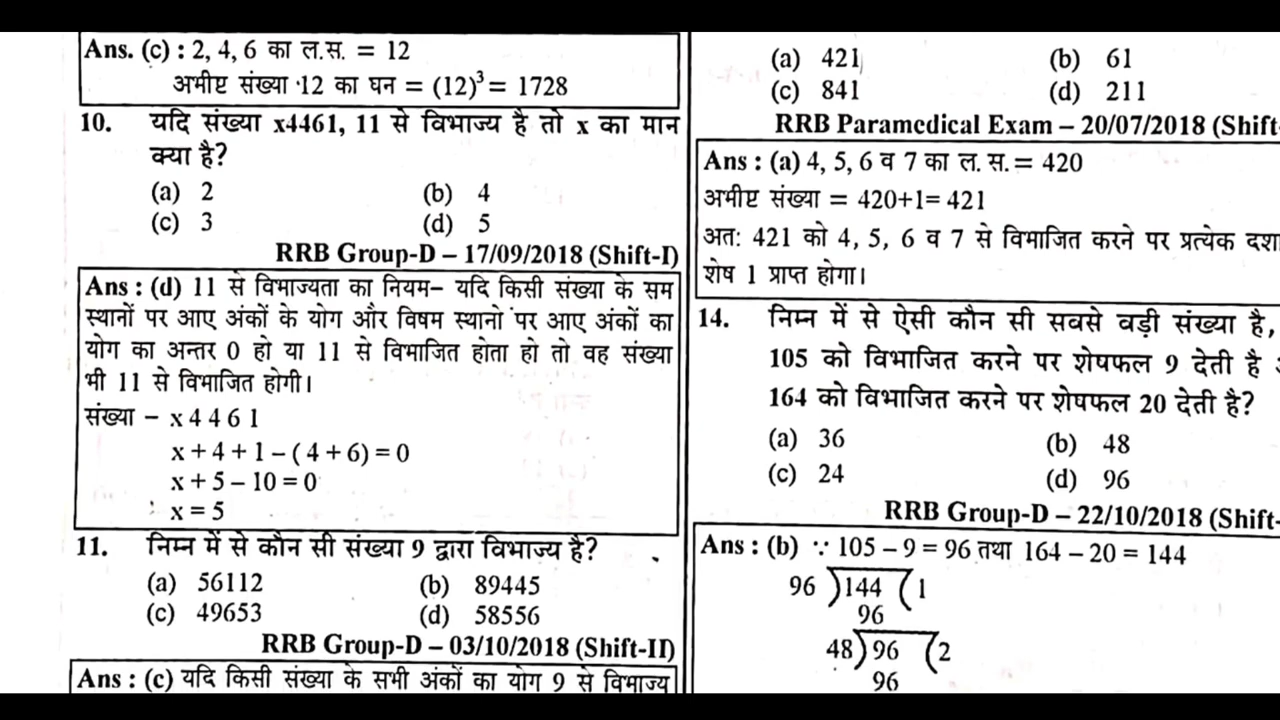 Ans. (c) : 2, 4, 6 का ल.स. = 12
अभीष्ट संख्या 12 का घन = (12)³ = 1728
10. यदि संख्या x4461, 11 से विभाज्य है तो x का मान
क्या है?
(a) 2 (b) 4
(c) 3 (d) 5
RRB Group-D – 17/09/2018 (Shift-I)
Ans : (d) 11 से विभाज्यता का नियम– यदि किसी संख्या के सम
स्थानों पर आए अंकों के योग और विषम स्थानो पर आए अंकों का
योग का अन्तर 0 हो या 11 से विभाजित होता हो तो वह संख्या
भी 11 से विभाजित होगी।
संख्या – x 4 4 6 1
x + 4 + 1 – ( 4 + 6) = 0
x + 5 – 10 = 0
x = 5
11. निम्न में से कौन सी संख्या 9 द्वारा विभाज्य है?
(a) 56112 (b) 89445
(c) 49653 (d) 58556
RRB Group-D – 03/10/2018 (Shift-II)
Ans : (c) यदि किसी संख्या के सभी अंकों का योग 9 से विभाज्य
(a) 421 (b) 61
(c) 841 (d) 211
RRB Paramedical Exam – 20/07/2018 (Shift-
Ans : (a) 4, 5, 6 व 7 का ल. स. = 420
अभीष्ट संख्या = 420+1= 421
अत: 421 को 4, 5, 6 व 7 से विभाजित करने पर प्रत्येक दशा
शेष 1 प्राप्त होगा।
14. निम्न में से ऐसी कौन सी सबसे बड़ी संख्या है,
105 को विभाजित करने पर शेषफल 9 देती है
164 को विभाजित करने पर शेषफल 20 देती है?
(a) 36 (b) 48
(c) 24 (d) 96
RRB Group-D – 22/10/2018 (Shift-
Ans : (b) ∵ 105 – 9 = 96 तथा 164 – 20 = 144
96 ) 144 ( 1
96
48 ) 96 ( 2
96